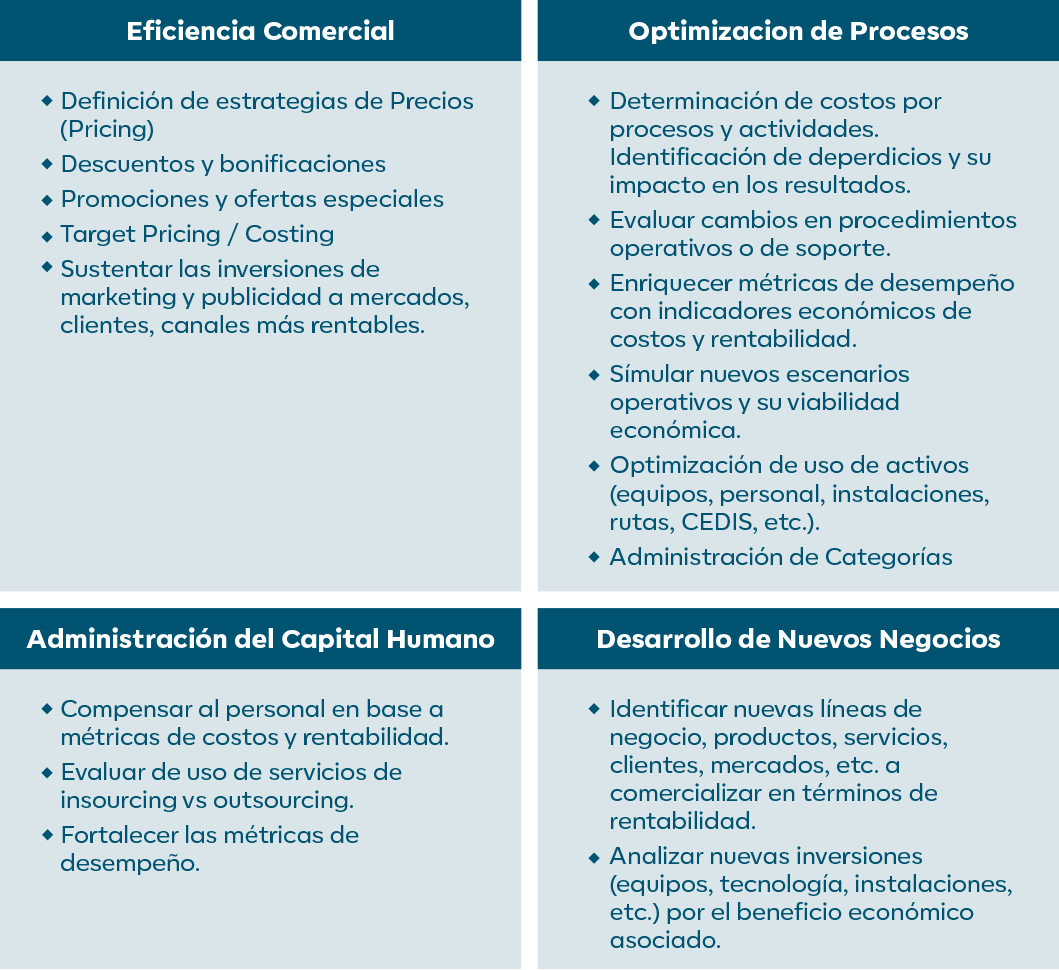 Eficiencia Comercial
Definición de estrategias de Precios
(Pricing)
Descuentos y bonificaciones
Promociones y ofertas especiales
Target Pricing / Costing
Sustentar las inversiones de
marketing y publicidad a mercados,
clientes, canales más rentables.
Optimizacion de Procesos
Determinación de costos por
procesos y actividades.
Identificación de deperdicios y su
impacto en los resultados.
Evaluar cambios en procedimientos
operativos o de soporte.
Enriquecer métricas de desempeño
con indicadores económicos de
costos y rentabilidad.
Símular nuevos escenarios
operativos y su viabilidad
económica.
Optimización de uso de activos
(equipos, personal, instalaciones,
rutas, CEDIS, etc.).
Administración de Categorías
Administración del Capital Humano
Compensar al personal en base a
métricas de costos y rentabilidad.
Evaluar de uso de servicios de
insourcing vs outsourcing.
Fortalecer las métricas de
desempeño.
Desarrollo de Nuevos Negocios
Identificar nuevas líneas de
negocio, productos, servicios,
clientes, mercados, etc. a
comercializar en términos de
rentabilidad.
Analizar nuevas inversiones
(equipos, tecnología, instalaciones,
etc.) por el beneficio económico
asociado.